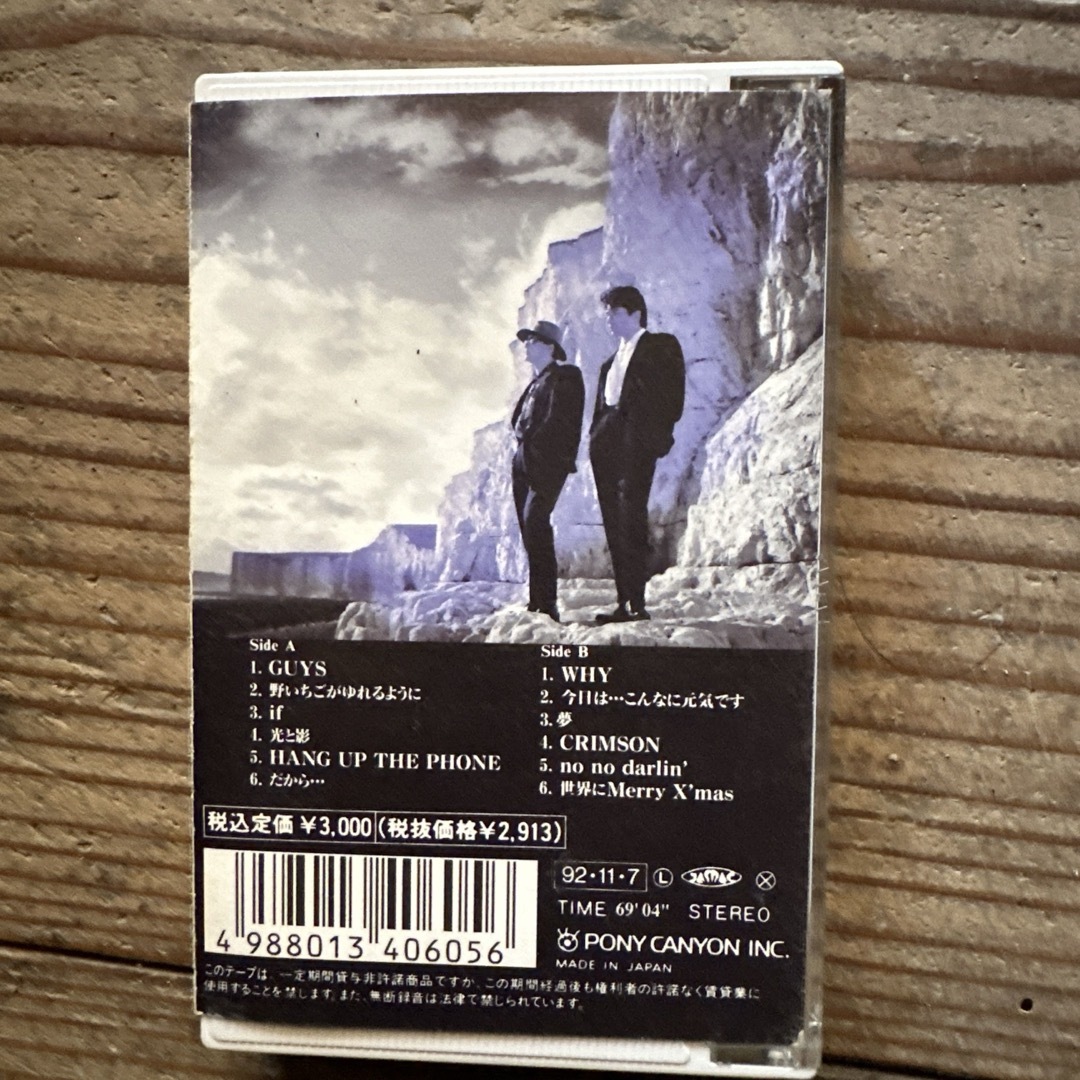 Side A
1. GUYS
2. 野いちごがゆれるように
3. if
4. 光と影
5. HANG UP THE PHONE
6. だから…
Side B
1. WHY
2. 今日は…こんなに元気です
3. 夢
4. CRIMSON
5. no no darlin'
6. 世界にMerry X'mas
税込定価 ¥3,000 (税抜価格¥2,913)
4 988013 406056
92・11・7 Ⓛ JASRAC
TIME 69'04" STEREO
PONY CANYON INC.
MADE IN JAPAN
このテープは、一定期間貸与非許諾商品ですが、この期間経過後も権利者の許諾なく賃貸業に
使用することを禁じます。また、無断録音は法律で禁じられています。